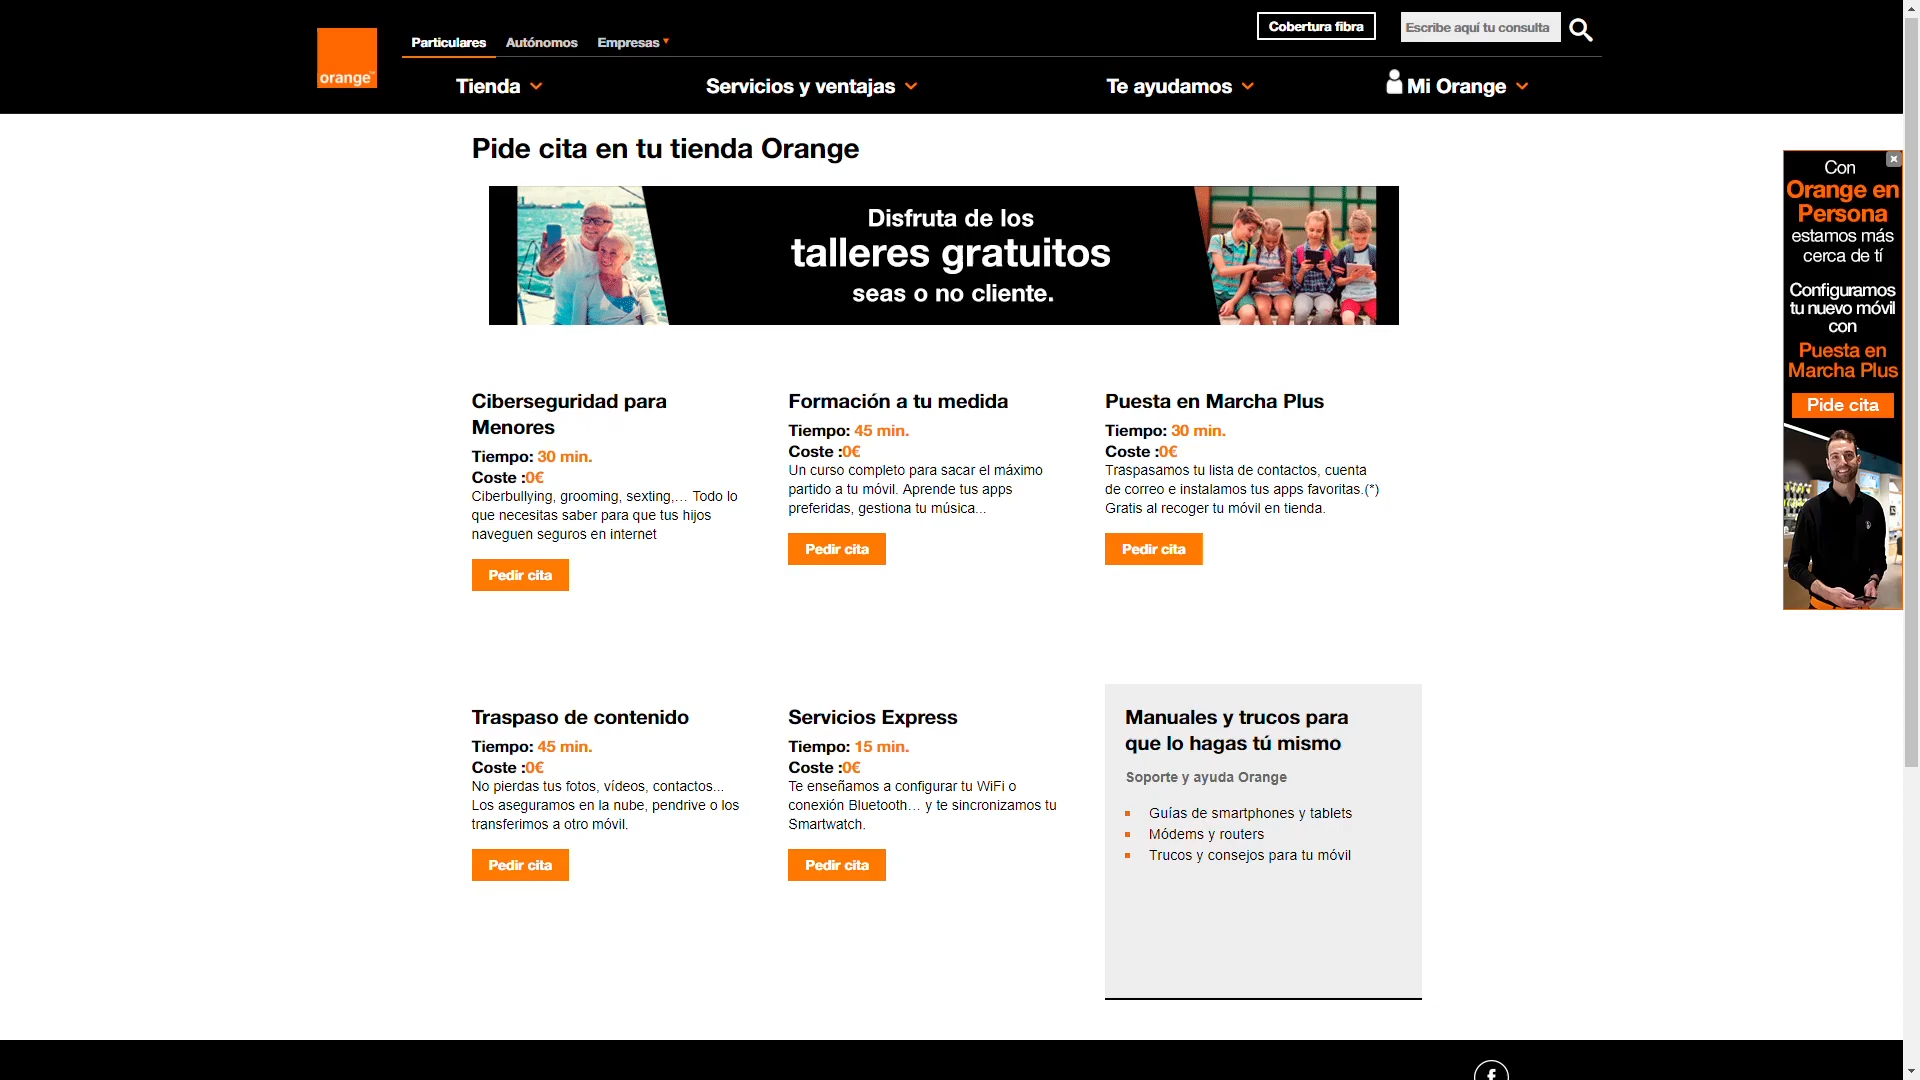 orange™
Particulares
Autónomos
Empresas
Cobertura fibra
Escribe aquí tu consulta
Tienda
Servicios y ventajas
Te ayudamos
Mi Orange
Pide cita en tu tienda Orange
Disfruta de los
talleres gratuitos
seas o no cliente.
Ciberseguridad para
Menores
Tiempo: 30 min.
Coste :0€
Ciberbullying, grooming, sexting,… Todo lo
que necesitas saber para que tus hijos
naveguen seguros en internet
Pedir cita
Formación a tu medida
Tiempo: 45 min.
Coste :0€
Un curso completo para sacar el máximo
partido a tu móvil. Aprende tus apps
preferidas, gestiona tu música...
Pedir cita
Puesta en Marcha Plus
Tiempo: 30 min.
Coste :0€
Traspasamos tu lista de contactos, cuenta
de correo e instalamos tus apps favoritas.(*)
Gratis al recoger tu móvil en tienda.
Pedir cita
Traspaso de contenido
Tiempo: 45 min.
Coste :0€
No pierdas tus fotos, vídeos, contactos...
Los aseguramos en la nube, pendrive o los
transferimos a otro móvil.
Pedir cita
Servicios Express
Tiempo: 15 min.
Coste :0€
Te enseñamos a configurar tu WiFi o
conexión Bluetooth… y te sincronizamos tu
Smartwatch.
Pedir cita
Manuales y trucos para
que lo hagas tú mismo
Soporte y ayuda Orange
Guías de smartphones y tablets
Módems y routers
Trucos y consejos para tu móvil
Con
Orange en
Persona
estamos más
cerca de tí
Configuramos
tu nuevo móvil
con
Puesta en
Marcha Plus
Pide cita